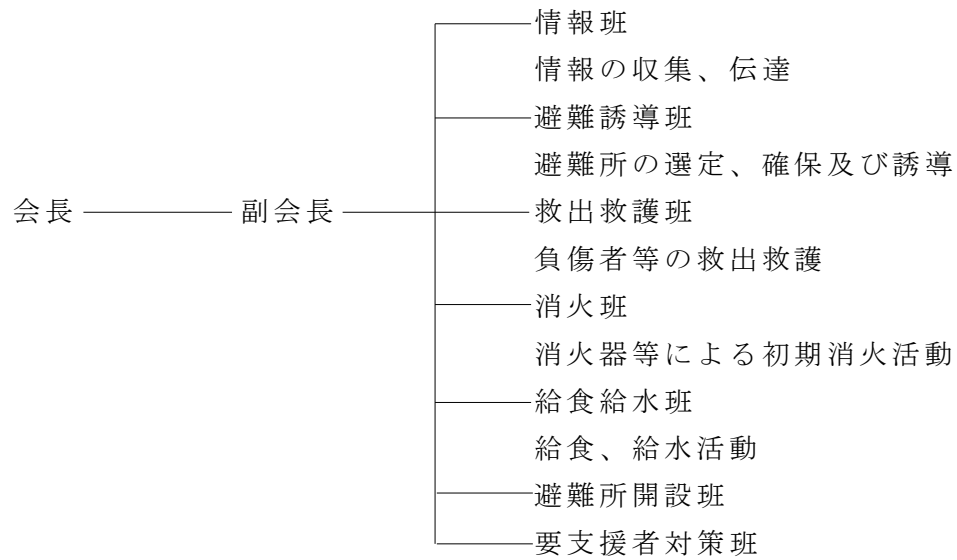 情報班
情報の収集、伝達
避難誘導班
避難所の選定、確保及び誘導
会長 副会長 救出救護班
負傷者等の救出救護
消火班
消火器等による初期消火活動
給食給水班
給食、給水活動
避難所開設班
要支援者対策班